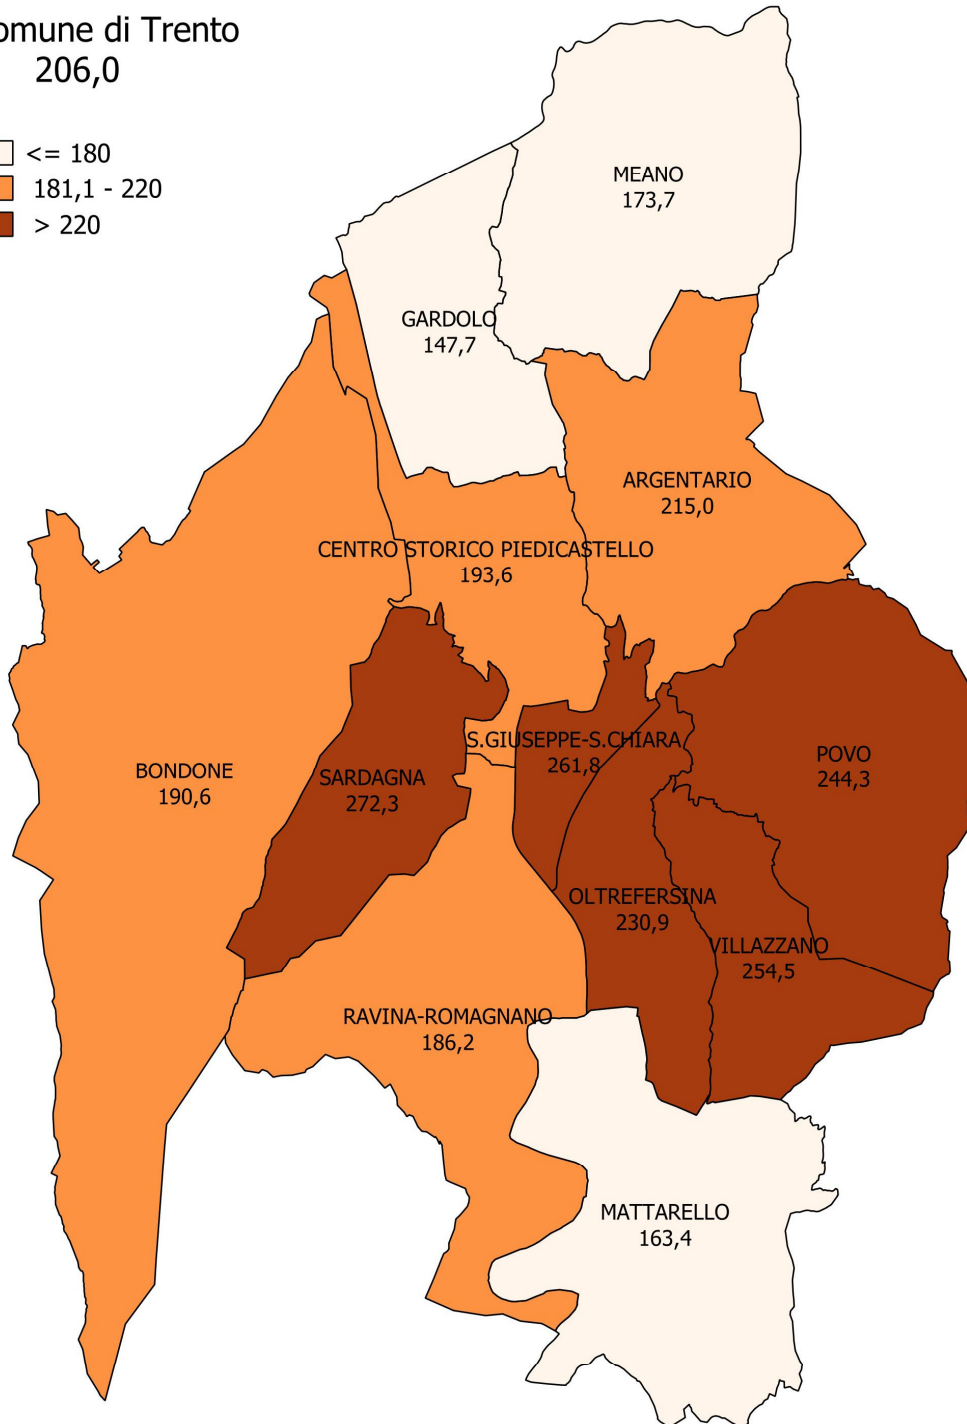 omune di Trento
206,0
<= 180
181,1 - 220
> 220
MEANO
173,7
GARDOLO
147,7
ARGENTARIO
215,0
CENTRO STORICO PIEDICASTELLO
193,6
S.GIUSEPPE-S.CHIARA
261,8
POVO
244,3
BONDONE
190,6
SARDAGNA
272,3
OLTREFERSINA
230,9
VILLAZZANO
254,5
RAVINA-ROMAGNANO
186,2
MATTARELLO
163,4